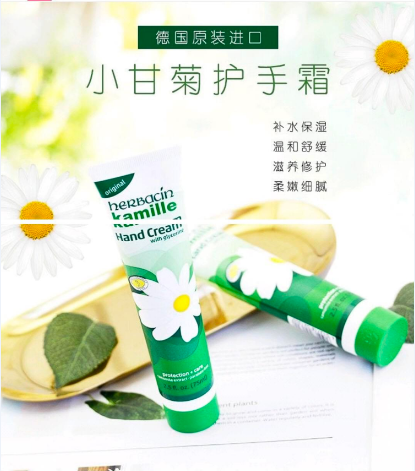 德国原装进口
小甘菊护手霜
补水保湿
温和舒缓
滋养修护
柔嫩细腻
original
herbacin
kamille
Hand Cream
with glycerine
protection + care